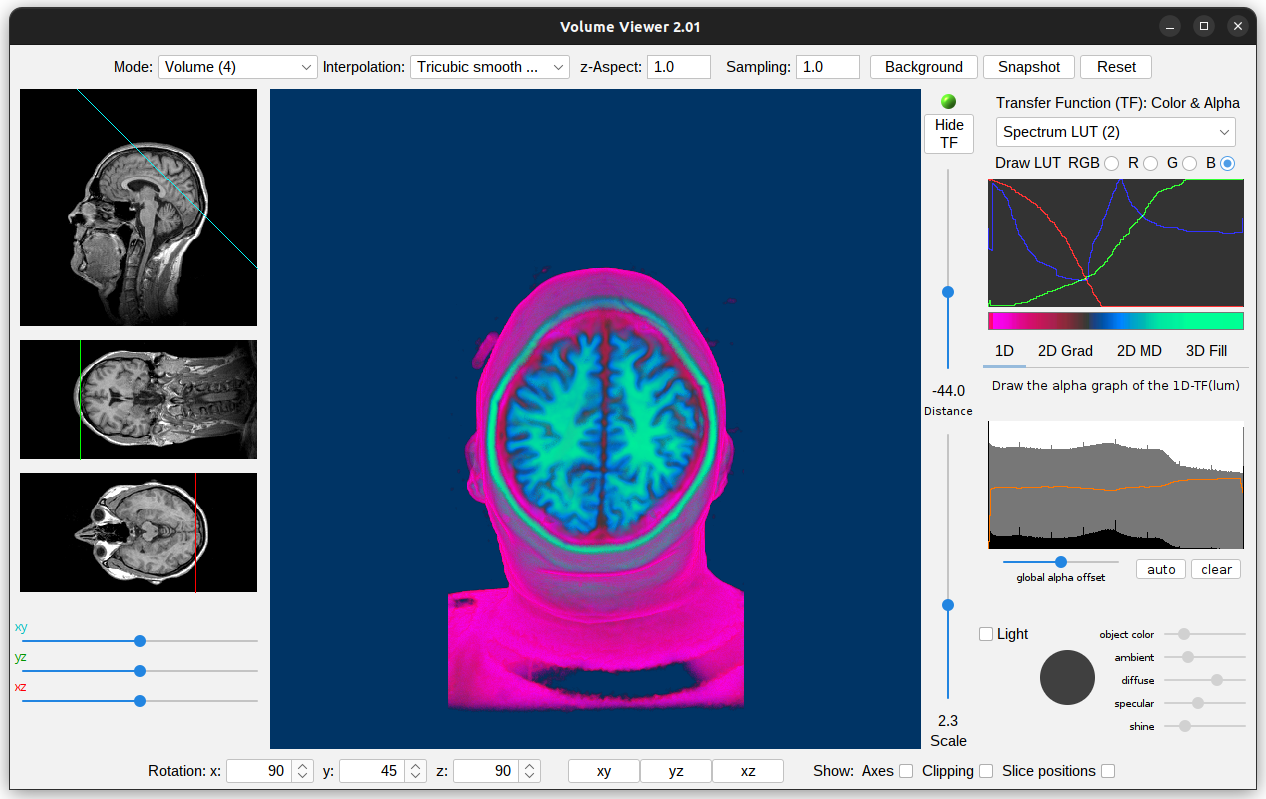 Volume Viewer 2.01
Mode: Volume (4) Interpolation: Tricubic smooth ... z-Aspect: 1.0 Sampling: 1.0 Background Snapshot Reset
Hide
TF
Transfer Function (TF): Color & Alpha
Spectrum LUT (2)
Draw LUT RGB R G B
1D 2D Grad 2D MD 3D Fill
Draw the alpha graph of the 1D-TF(lum)
-44.0
Distance
global alpha offset auto clear
xy
yz
xz
Light
object color
ambient
diffuse
specular
shine
2.3
Scale
Rotation: x: 90 y: 45 z: 90 xy yz xz Show: Axes Clipping Slice positions